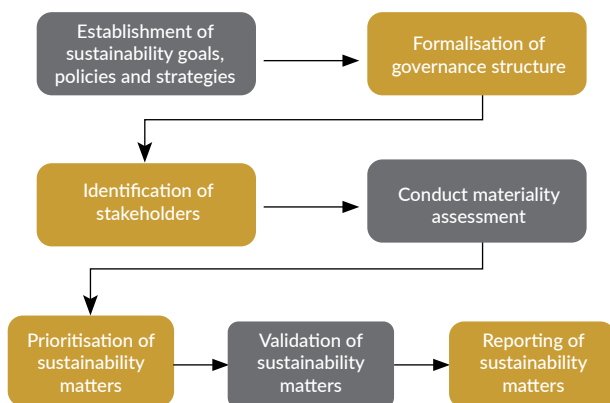 Establishment of
sustainability goals,
policies and strategies
Formalisation of
governance structure
Identification of
stakeholders
Conduct materiality
assessment
Prioritisation of
sustainability
matters
Validation of
sustainability
matters
Reporting of
sustainability
matters